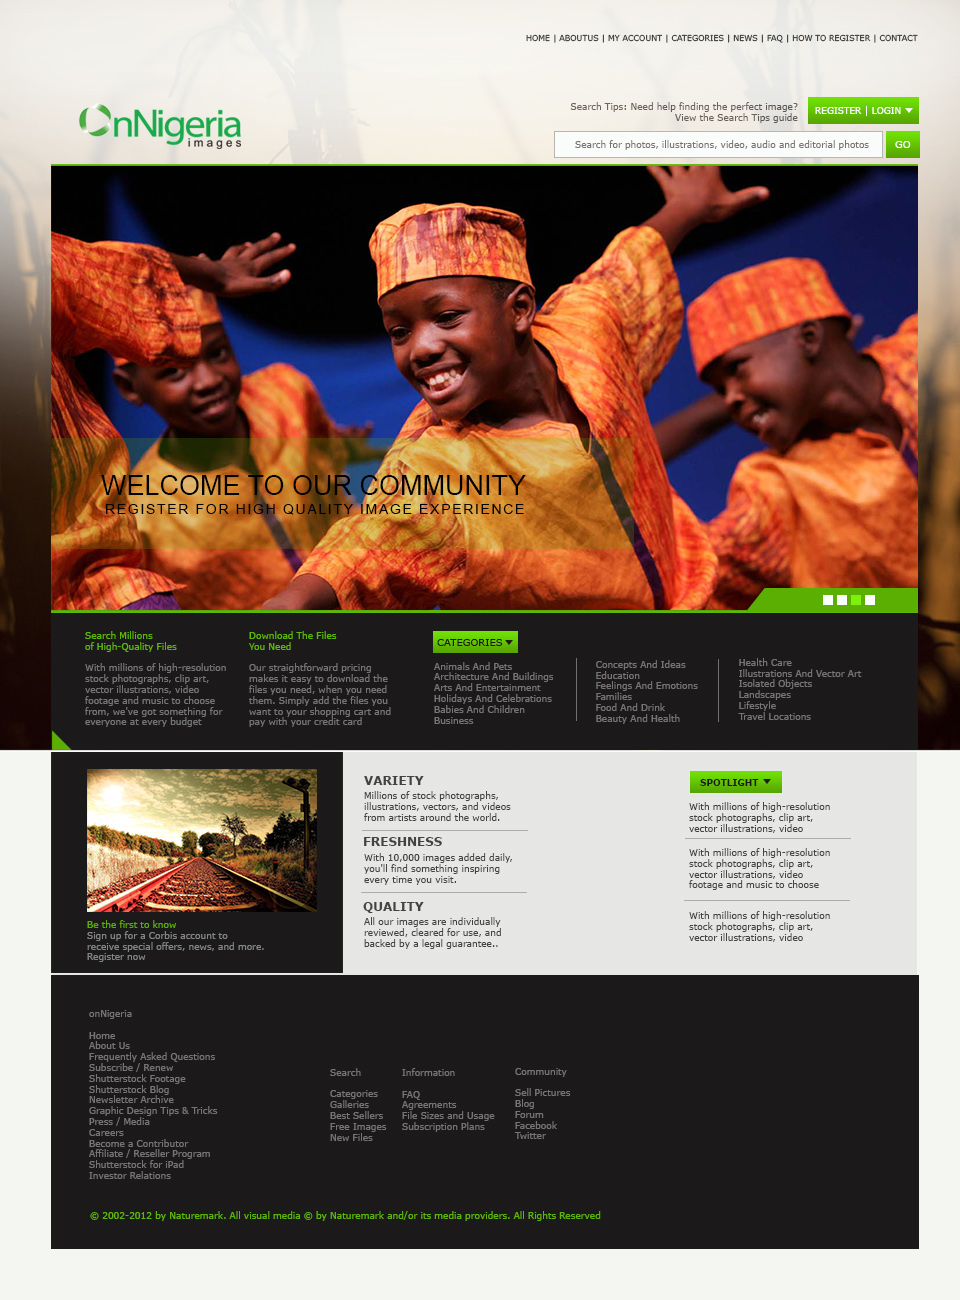 HOME | ABOUTUS | MY ACCOUNT | CATEGORIES | NEWS | FAQ | HOW TO REGISTER | CONTACT
OnNigeria
images
Search Tips: Need help finding the perfect image?
View the Search Tips guide
REGISTER | LOGIN
Search for photos, illustrations, video, audio and editorial photos
GO
WELCOME TO OUR COMMUNITY
REGISTER FOR HIGH QUALITY IMAGE EXPERIENCE
Search Millions
of High-Quality Files
With millions of high-resolution
stock photographs, clip art,
vector illustrations, video
footage and music to choose
from, we've got something for
everyone at every budget
Download The Files
You Need
Our straightforward pricing
makes it easy to download the
files you need, when you need
them. Simply add the files you
want to your shopping cart and
pay with your credit card
CATEGORIES
Animals And Pets
Architecture And Buildings
Arts And Entertainment
Holidays And Celebrations
Babies And Children
Business
Concepts And Ideas
Education
Feelings And Emotions
Families
Food And Drink
Beauty And Health
Health Care
Illustrations And Vector Art
Isolated Objects
Landscapes
Lifestyle
Travel Locations
Be the first to know
Sign up for a Corbis account to
receive special offers, news, and more.
Register now
VARIETY
Millions of stock photographs,
illustrations, vectors, and videos
from artists around the world.
FRESHNESS
With 10,000 images added daily,
you'll find something inspiring
every time you visit.
QUALITY
All our images are individually
reviewed, cleared for use, and
backed by a legal guarantee..
SPOTLIGHT
With millions of high-resolution
stock photographs, clip art,
vector illustrations, video
With millions of high-resolution
stock photographs, clip art,
vector illustrations, video
footage and music to choose
With millions of high-resolution
stock photographs, clip art,
vector illustrations, video
onNigeria
Home
About Us
Frequently Asked Questions
Subscribe / Renew
Shutterstock Footage
Shutterstock Blog
Newsletter Archive
Graphic Design Tips & Tricks
Press / Media
Careers
Become a Contributor
Affiliate / Reseller Program
Shutterstock for iPad
Investor Relations
Search
Categories
Galleries
Best Sellers
Free Images
New Files
Information
FAQ
Agreements
File Sizes and Usage
Subscription Plans
Community
Sell Pictures
Blog
Forum
Facebook
Twitter
© 2002-2012 by Naturemark. All visual media © by Naturemark and/or its media providers. All Rights Reserved